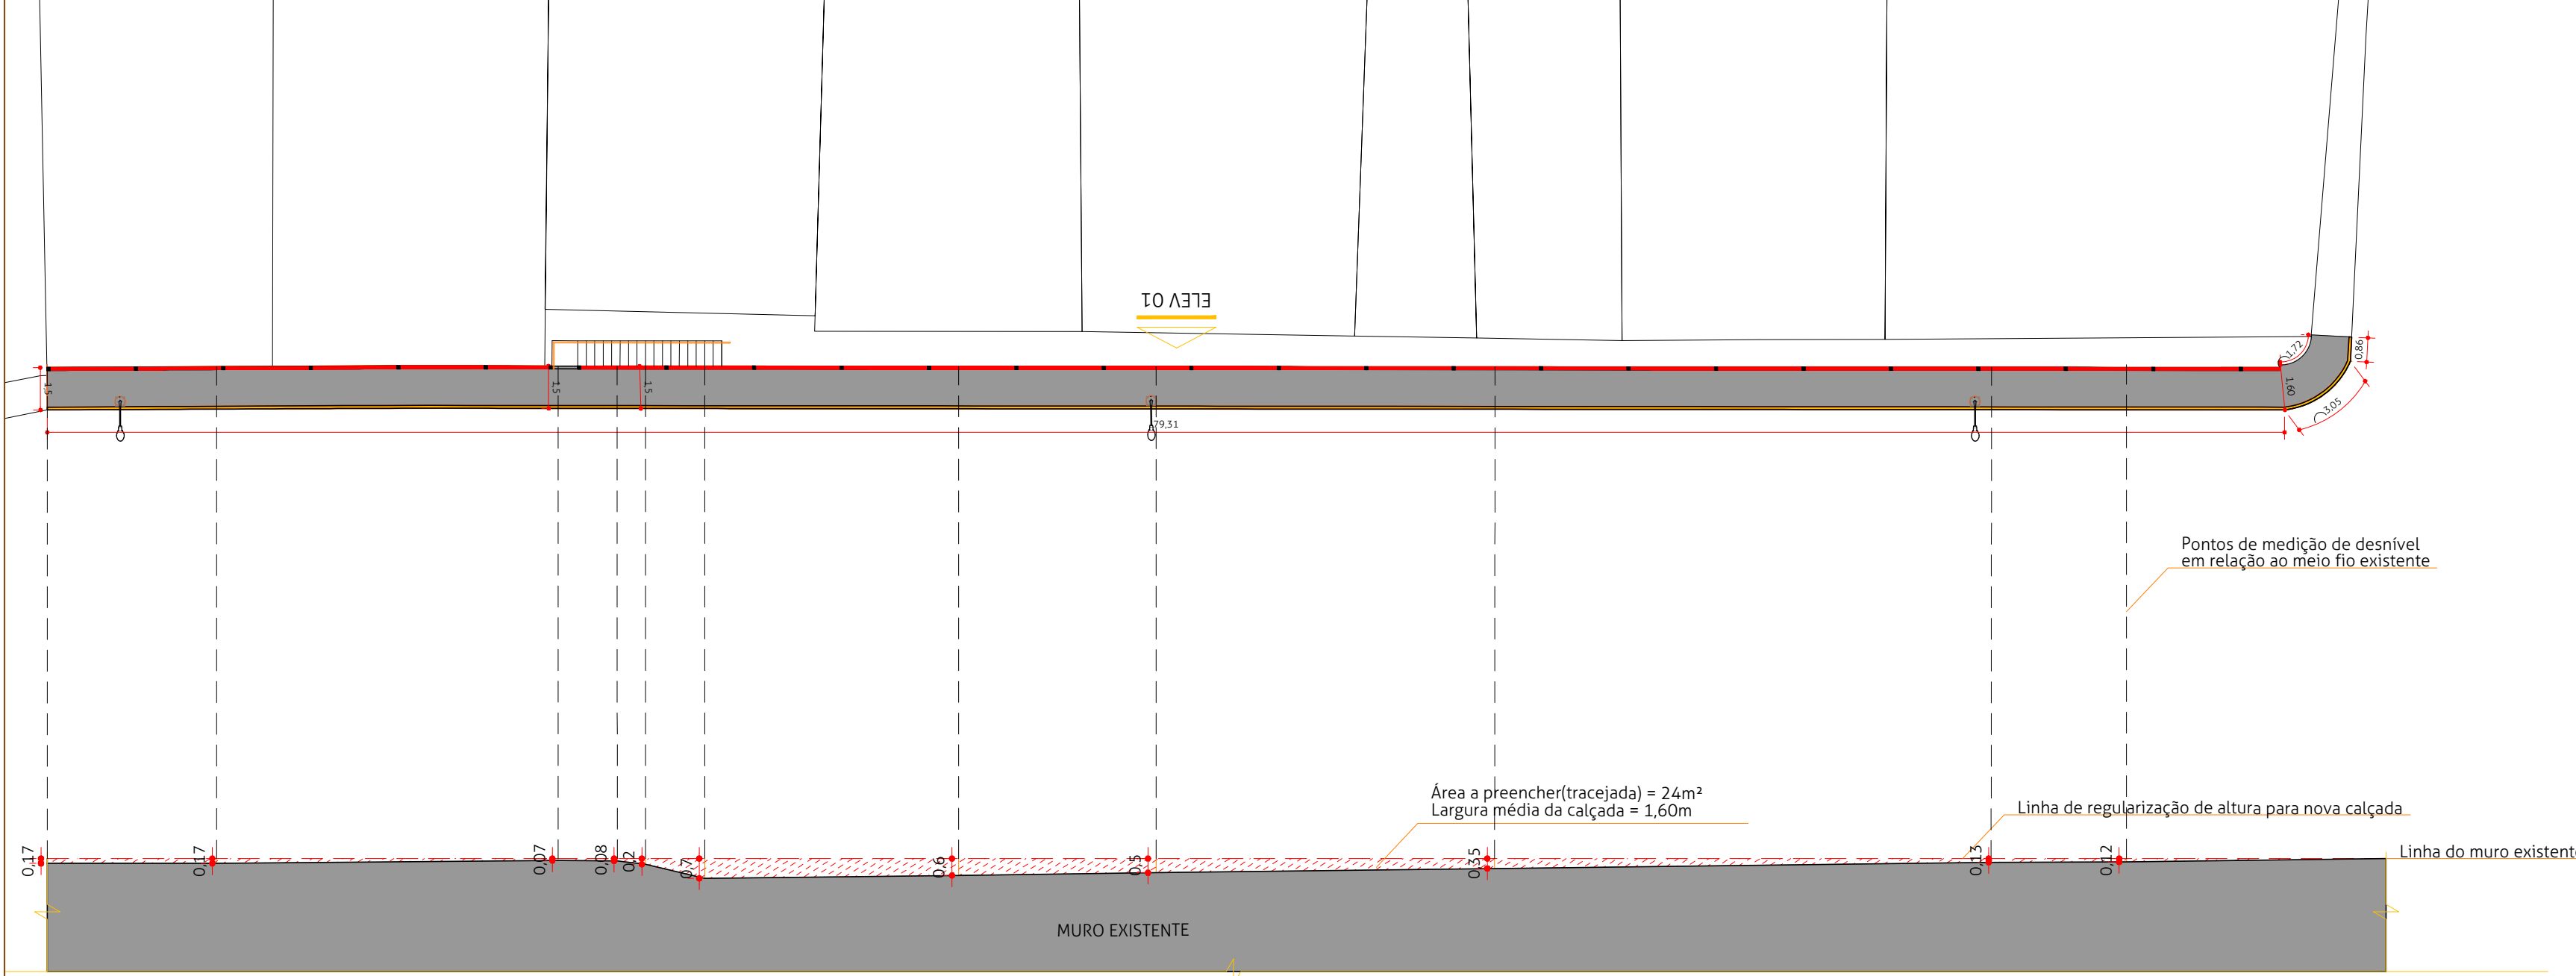 ELEV 01
1,72
0,86
1,5
1,5
1,5
1,60
3,05
79,31
Pontos de medição de desnível
em relação ao meio fio existente
Área a preencher(tracejada) = 24m²
Largura média da calçada = 1,60m
Linha de regularização de altura para nova calçada
Linha do muro existente
0,17
0,17
0,07
0,08
0,2
0,7
0,6
0,5
0,35
0,13
0,12
MURO EXISTENTE